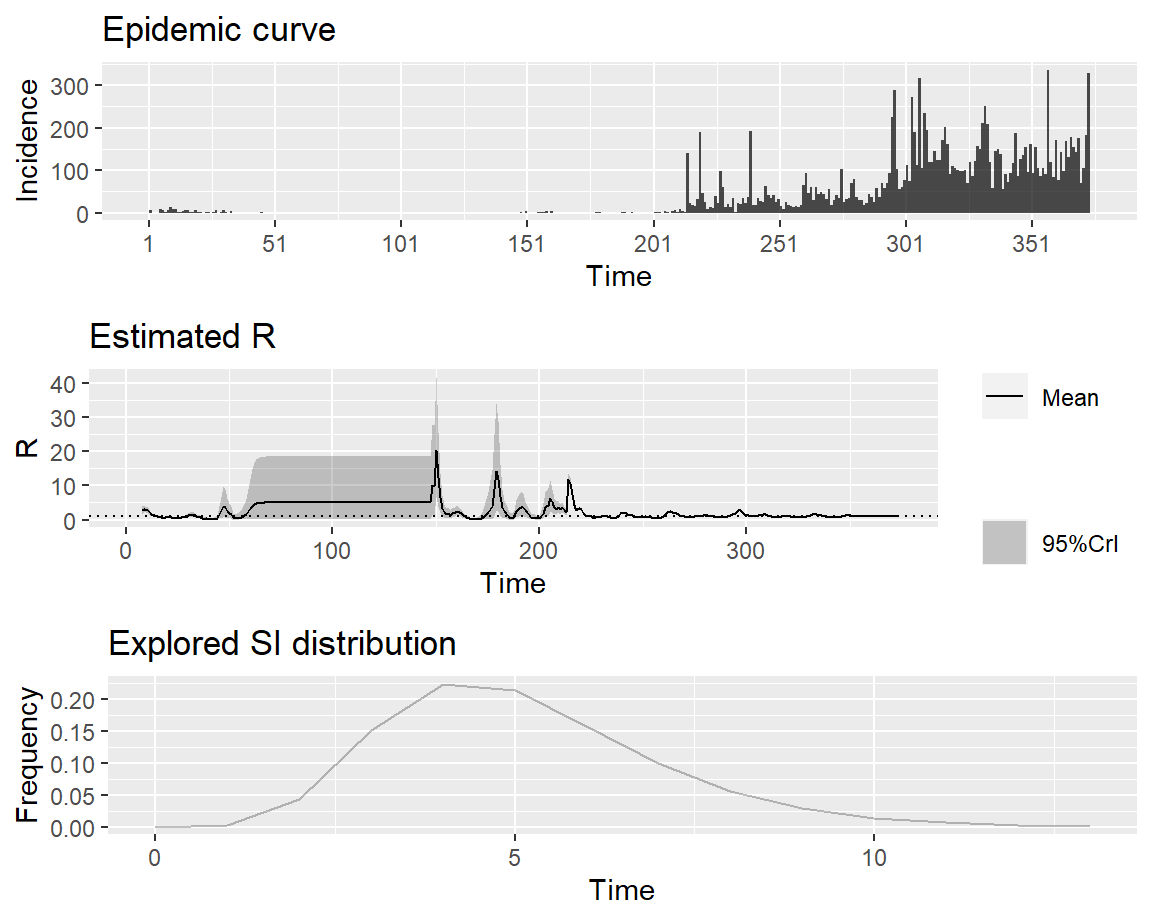 Epidemic curve
300
200
100
0
Incidence
1 51 101 151 201 251 301 351
Time
Estimated R
40
30
20
10
0
R
0 100 200 300
Time
Mean
95%CrI
Explored SI distribution
0.20
0.15
0.10
0.05
0.00
Frequency
0 5 10
Time